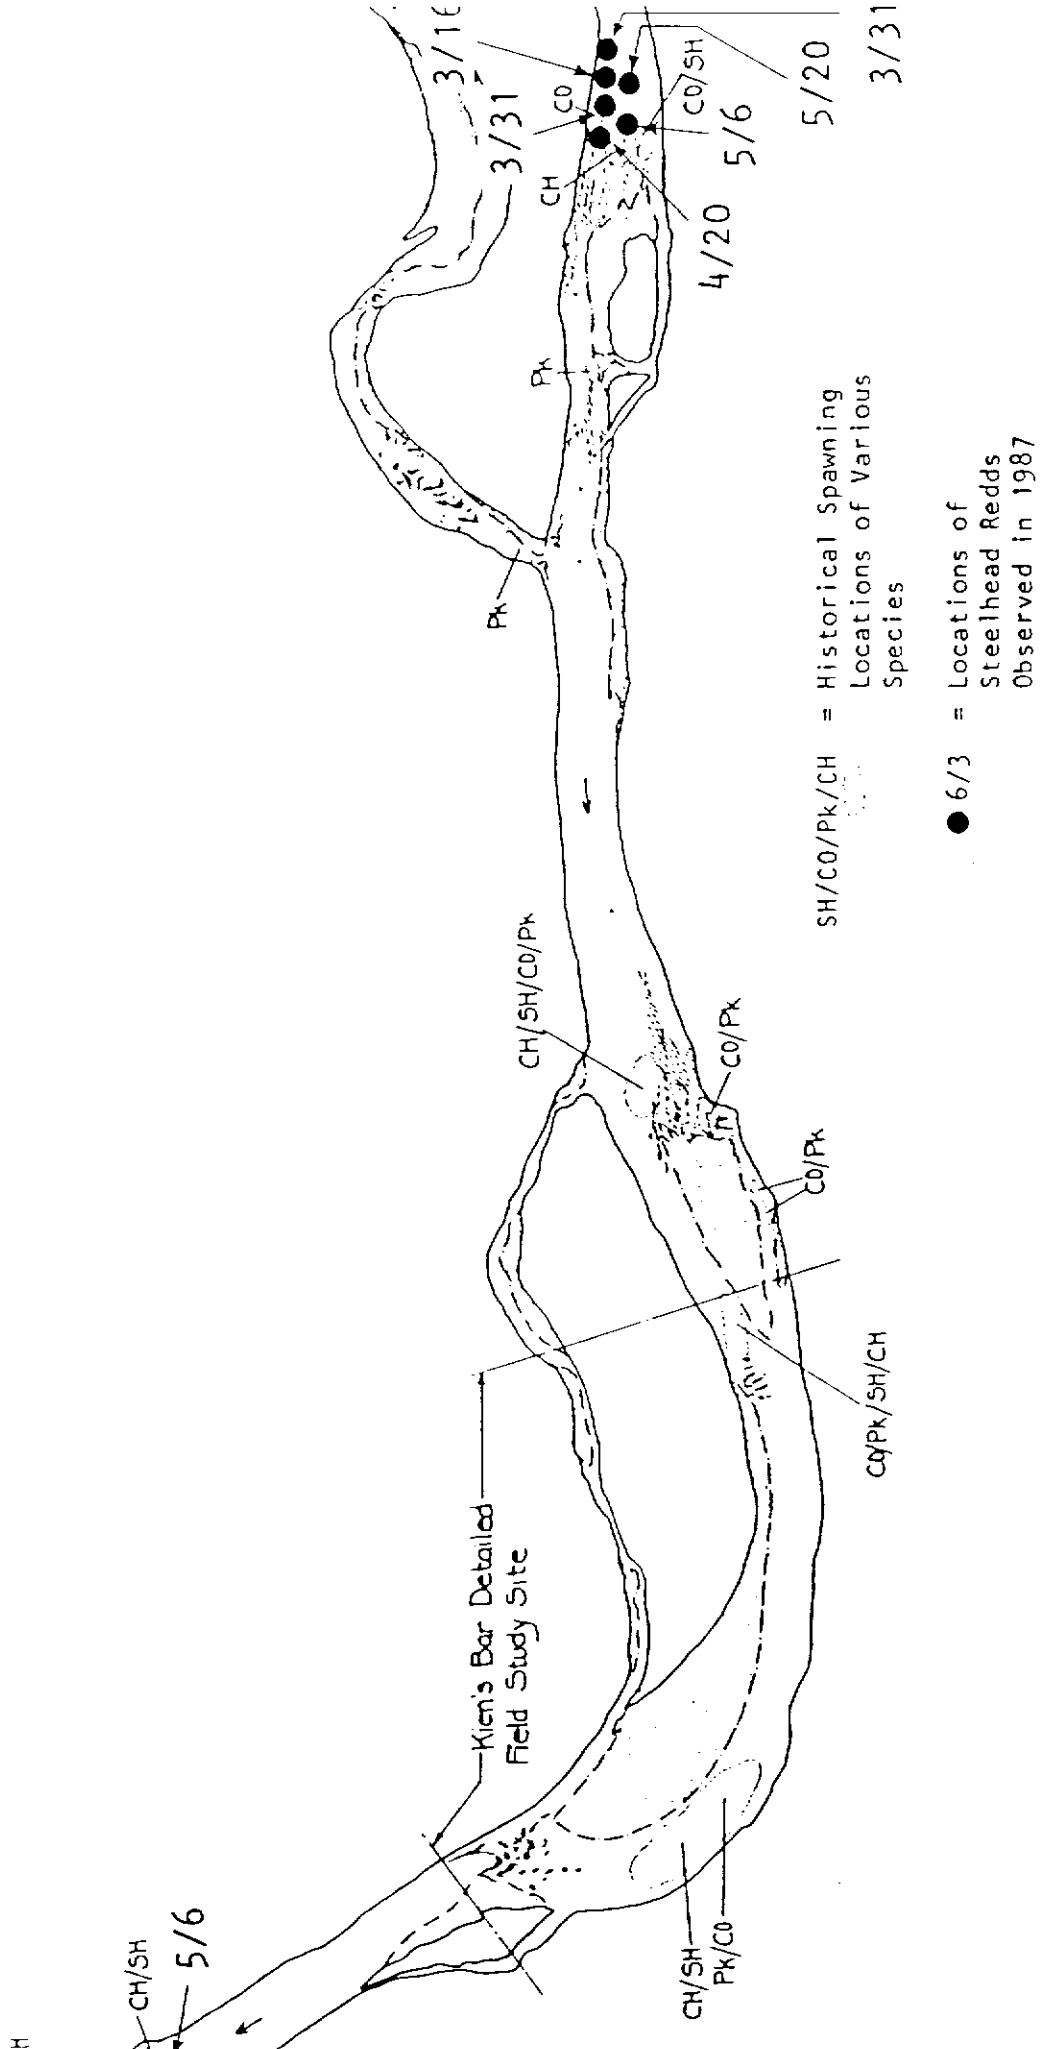 CH/SH
5/6
Kien's Bar Detailed
Field Study Site
CH/SH
Pk/CO
CO/Pk/SH/CH
CO/Pk
CO/Pk
CH/SH/CO/Pk
Pk
Pk
CH
CO
CO/SH
3/31
4/20
5/6
5/20
3/31
SH/CO/Pk/CH = Historical Spawning
Locations of Various
Species
● 6/3 = Locations of
Steelhead Redds
Observed in 1987